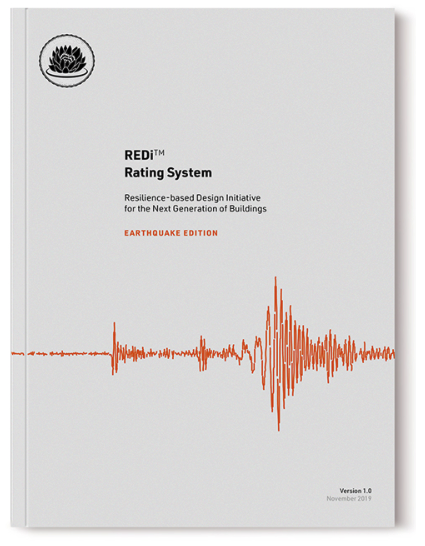 REDi™
Rating System
Resilience-based Design Initiative
for the Next Generation of Buildings
EARTHQUAKE EDITION
Version 1.0
November 2019